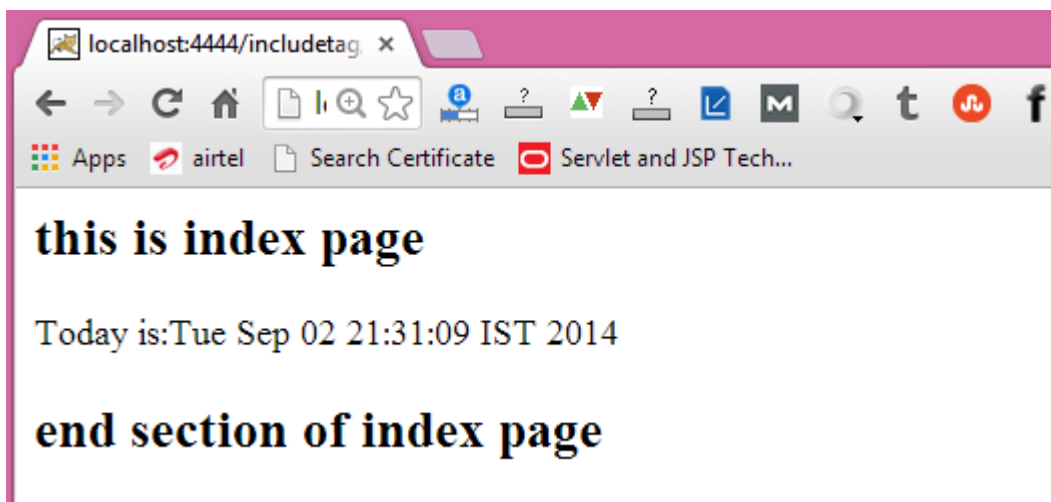 localhost:4444/includetag
Apps airtel Search Certificate Servlet and JSP Tech...
this is index page
Today is:Tue Sep 02 21:31:09 IST 2014
end section of index page